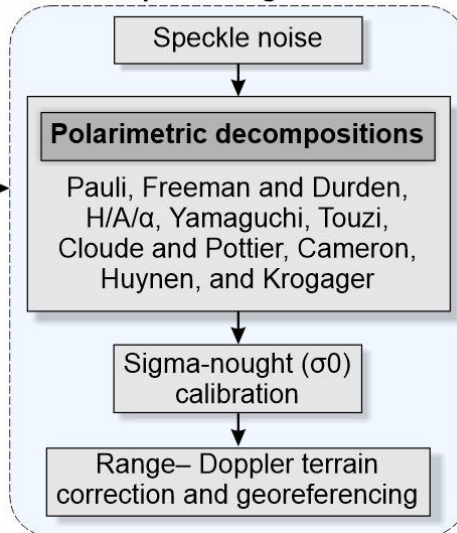 Speckle noise
Polarimetric decompositions
Pauli, Freeman and Durden,
H/A/α, Yamaguchi, Touzi,
Cloude and Pottier, Cameron,
Huynen, and Krogager
Sigma-nought (σ0)
calibration
Range– Doppler terrain
correction and georeferencing